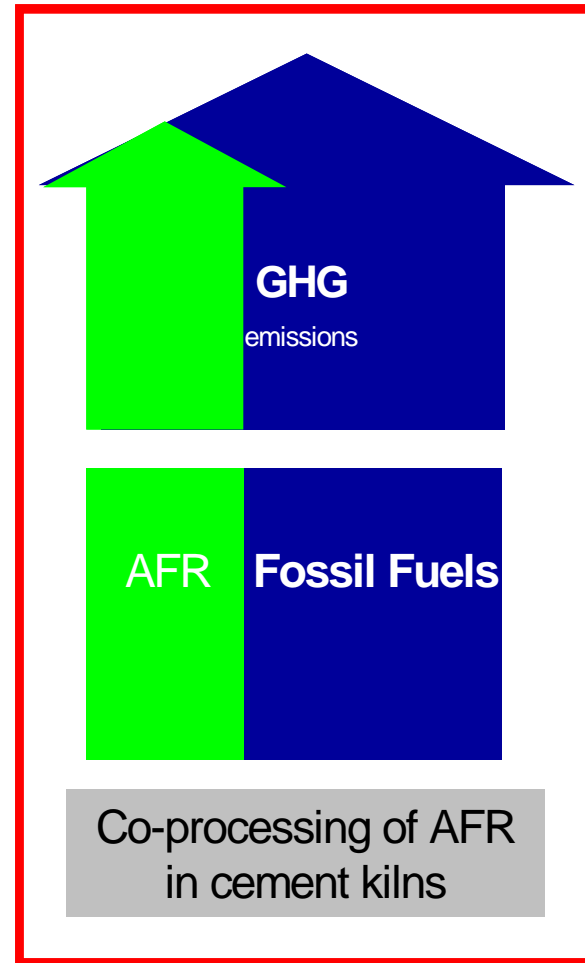 GHG
emissions
AFR Fossil Fuels
Co-processing of AFR
in cement kilns